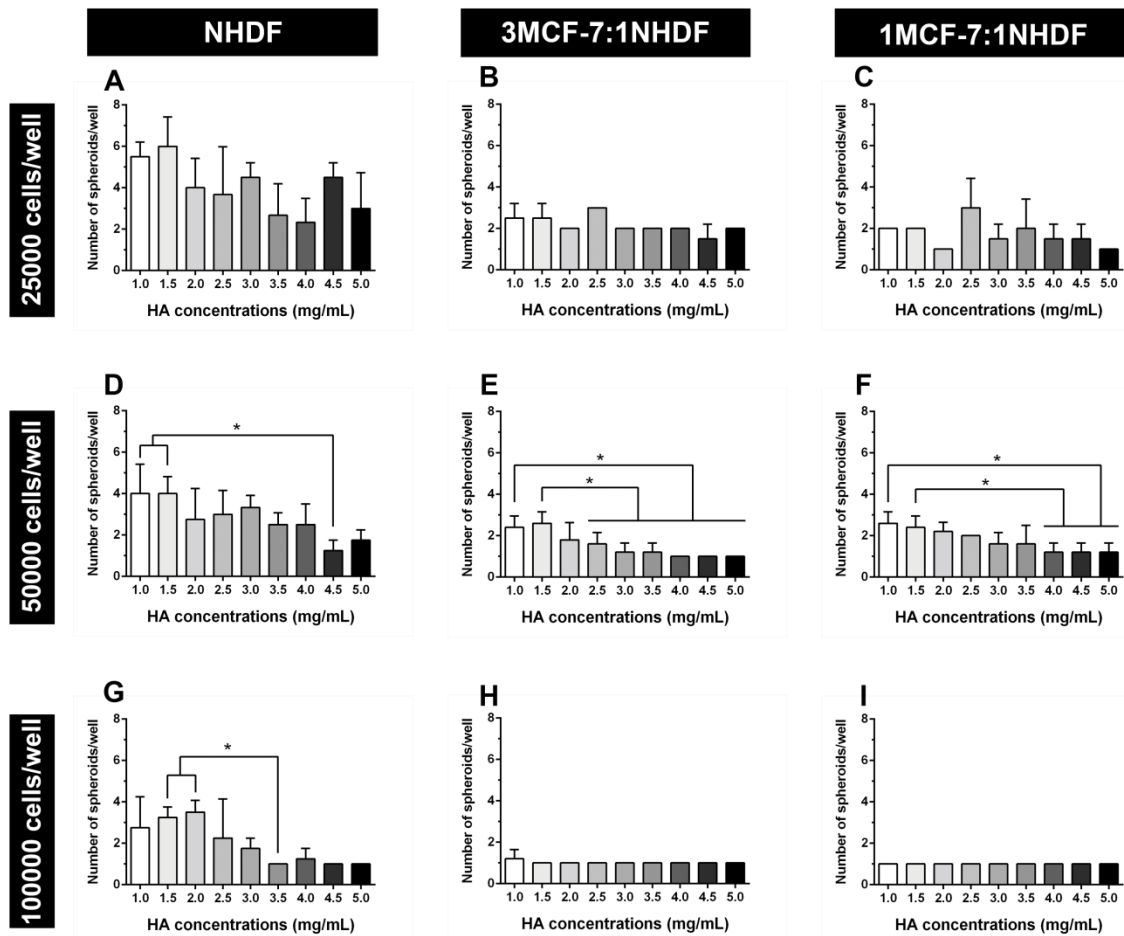 NHDF
3MCF-7:1NHDF
1MCF-7:1NHDF
25000 cells/well
A
Number of spheroids/well
8
6
4
2
0
1.0 1.5 2.0 2.5 3.0 3.5 4.0 4.5 5.0
HA concentrations (mg/mL)
B
Number of spheroids/well
8
6
4
2
0
1.0 1.5 2.0 2.5 3.0 3.5 4.0 4.5 5.0
HA concentrations (mg/mL)
C
Number of spheroids/well
8
6
4
2
0
1.0 1.5 2.0 2.5 3.0 3.5 4.0 4.5 5.0
HA concentrations (mg/mL)
50000 cells/well
D
Number of spheroids/well
8
6
4
2
0
*
1.0 1.5 2.0 2.5 3.0 3.5 4.0 4.5 5.0
HA concentrations (mg/mL)
E
Number of spheroids/well
8
6
4
2
0
*
*
1.0 1.5 2.0 2.5 3.0 3.5 4.0 4.5 5.0
HA concentrations (mg/mL)
F
Number of spheroids/well
8
6
4
2
0
*
*
1.0 1.5 2.0 2.5 3.0 3.5 4.0 4.5 5.0
HA concentrations (mg/mL)
100000 cells/well
G
Number of spheroids/well
8
6
4
2
0
*
1.0 1.5 2.0 2.5 3.0 3.5 4.0 4.5 5.0
HA concentrations (mg/mL)
H
Number of spheroids/well
8
6
4
2
0
1.0 1.5 2.0 2.5 3.0 3.5 4.0 4.5 5.0
HA concentrations (mg/mL)
I
Number of spheroids/well
8
6
4
2
0
1.0 1.5 2.0 2.5 3.0 3.5 4.0 4.5 5.0
HA concentrations (mg/mL)